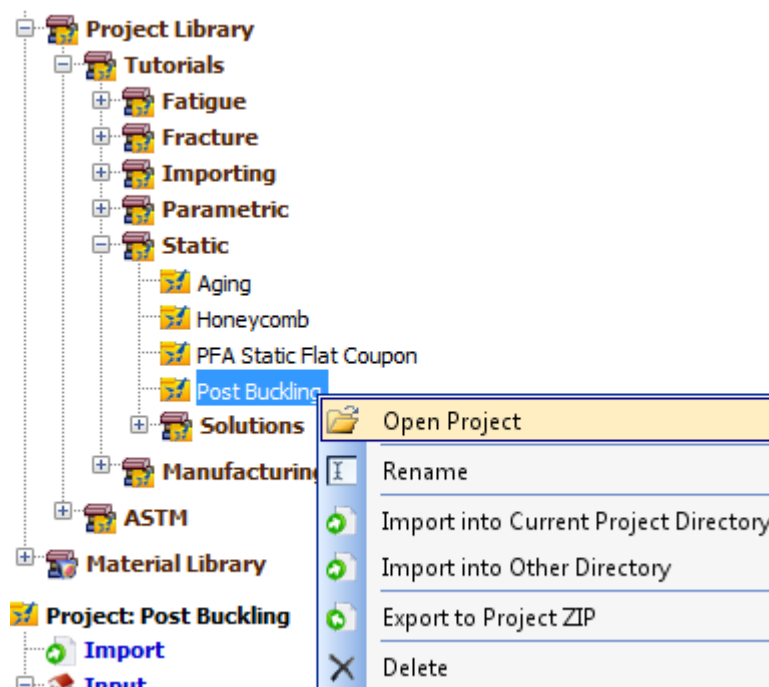 Project Library
Tutorials
Fatigue
Fracture
Importing
Parametric
Static
Aging
Honeycomb
PFA Static Flat Coupon
Post Buckling
Solutions
Open Project
Manufacturing
Rename
ASTM
Import into Current Project Directory
Material Library
Import into Other Directory
Project: Post Buckling
Export to Project ZIP
Import
Delete
Input